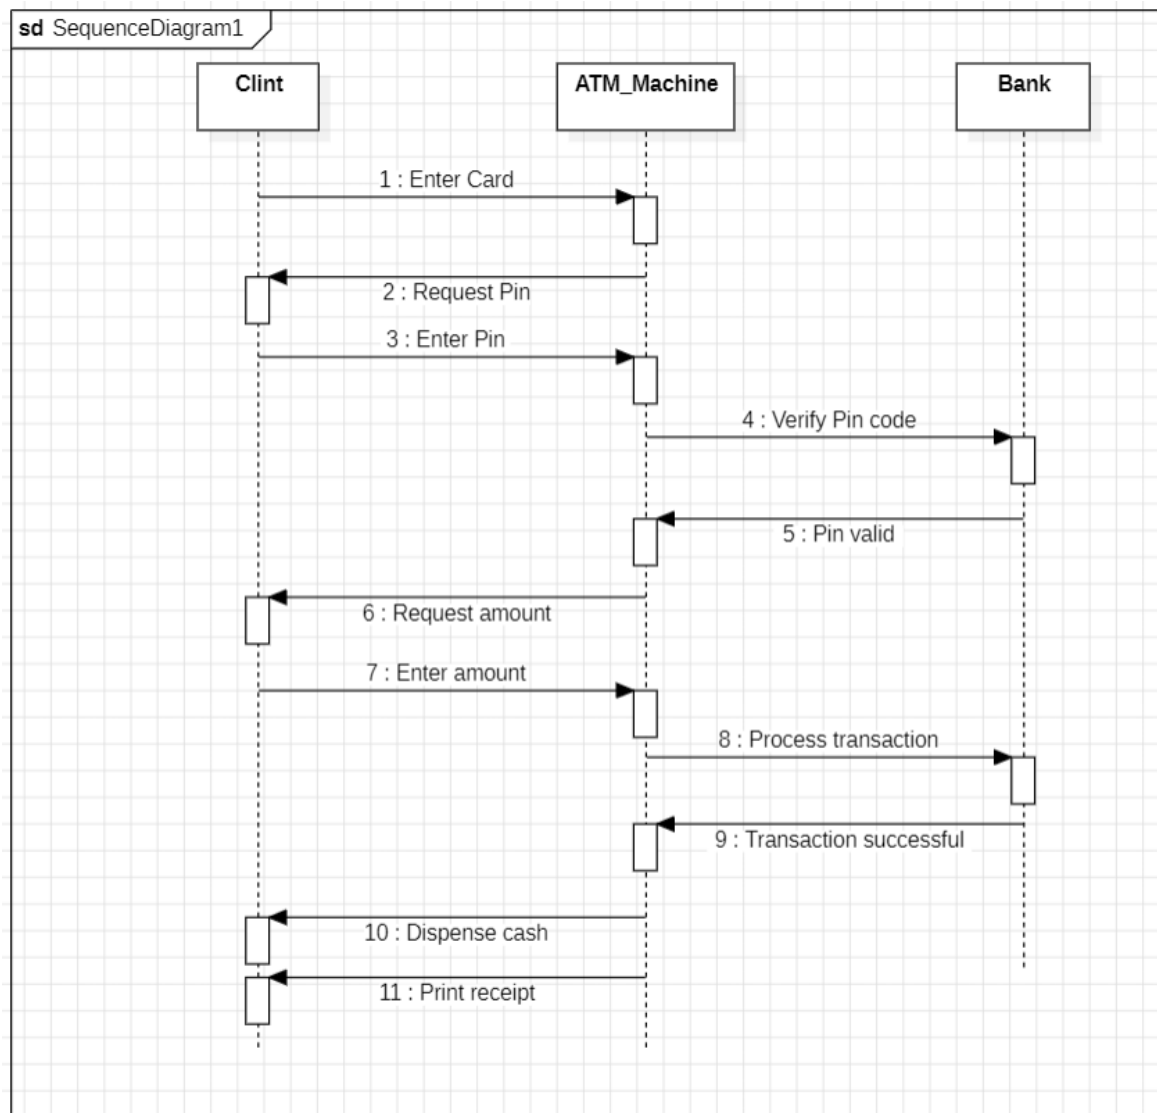 sd SequenceDiagram1
Clint
ATM_Machine
Bank
1 : Enter Card
2 : Request Pin
3 : Enter Pin
4 : Verify Pin code
5 : Pin valid
6 : Request amount
7 : Enter amount
8 : Process transaction
9 : Transaction successful
10 : Dispense cash
11 : Print receipt